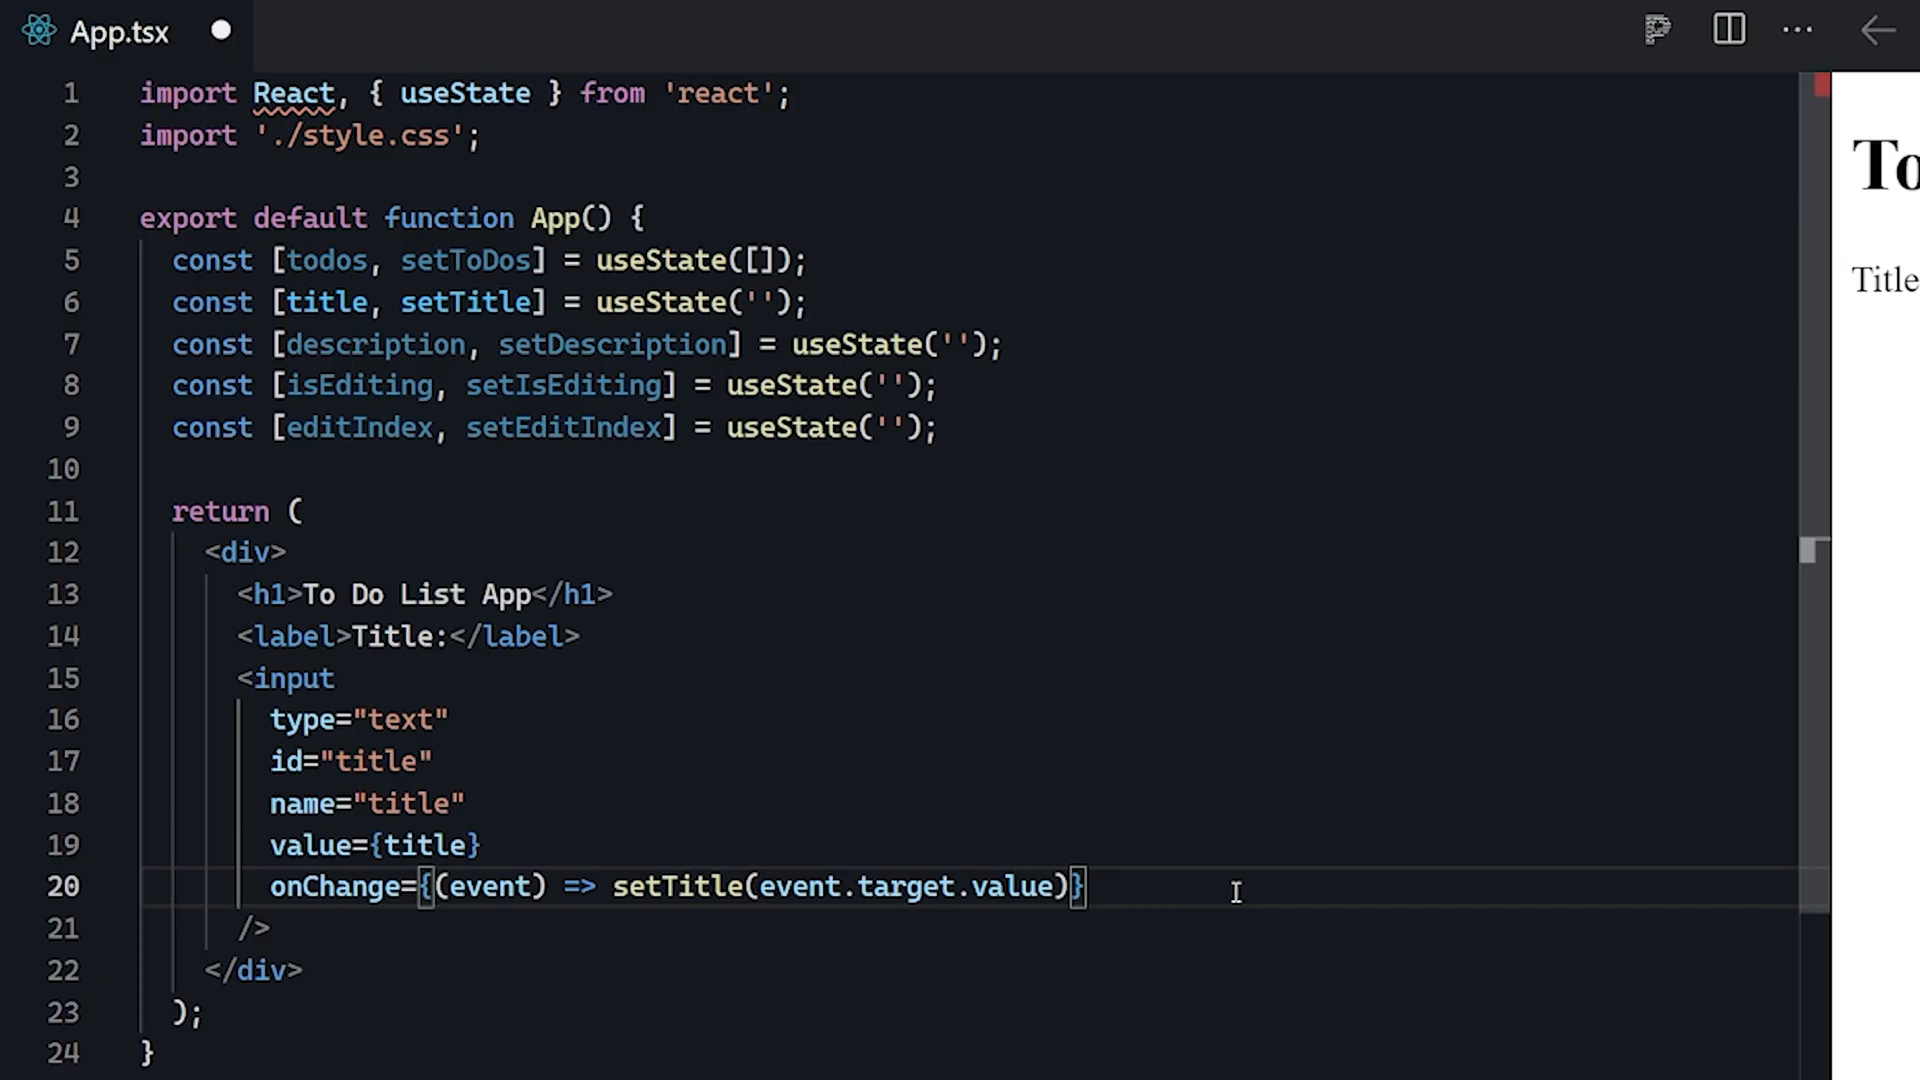 App.tsx
1 import React, { useState } from 'react';
2 import './style.css';
3
4 export default function App() {
5 const [todos, setToDos] = useState([]);
6 const [title, setTitle] = useState('');
7 const [description, setDescription] = useState('');
8 const [isEditing, setIsEditing] = useState('');
9 const [editIndex, setEditIndex] = useState('');
10
11 return (
12 <div>
13 <h1>To Do List App</h1>
14 <label>Title:</label>
15 <input
16 type="text"
17 id="title"
18 name="title"
19 value={title}
20 onChange={(event) => setTitle(event.target.value)}
21 />
22 </div>
23 );
24 }
To
Title